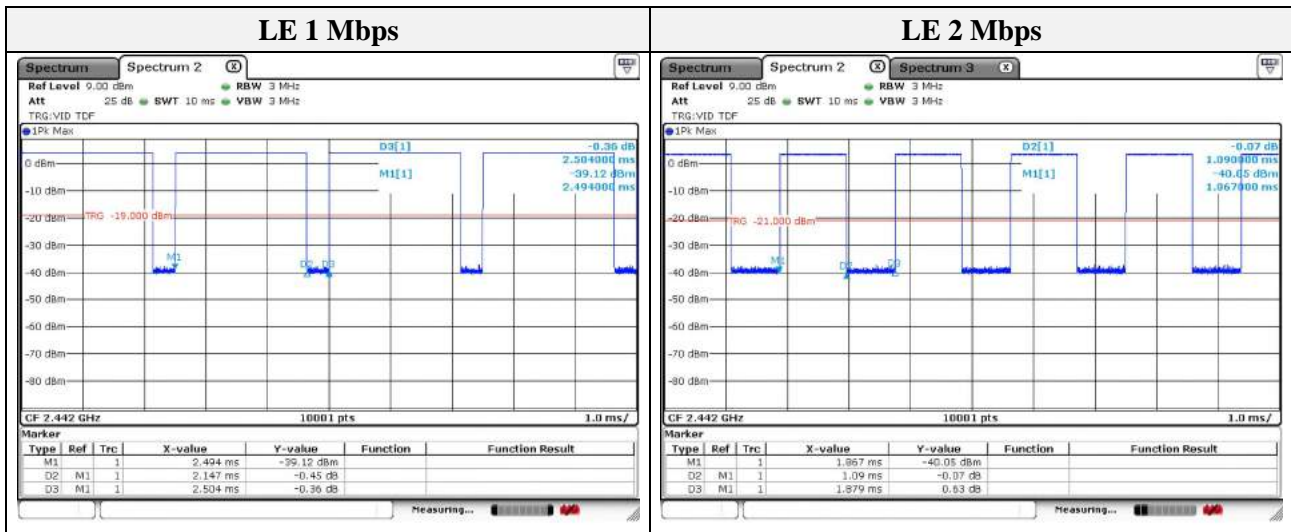 LE 1 Mbps
Spectrum Spectrum 2
Ref Level 9.00 dBm RBW 3 MHz
Att 25 dB SWT 10 ms VBW 3 MHz
TRG:VID TDF
1Pk Max
D3[1] -0.36 dB
2.504000 ms
M1[1] -39.12 dBm
2.494000 ms
0 dBm
-10 dBm
-20 dBm
TRG -19.000 dBm
-30 dBm
M1
D2 D3
-40 dBm
-50 dBm
-60 dBm
-70 dBm
-80 dBm
CF 2.442 GHz 10001 pts 1.0 ms/
Marker
Type Ref Trc X-value Y-value Function Function Result
M1 1 2.494 ms -39.12 dBm
D2 M1 1 2.147 ms -0.45 dB
D3 M1 1 2.504 ms -0.36 dB
Measuring...
LE 2 Mbps
Spectrum Spectrum 2 Spectrum 3
Ref Level 9.00 dBm RBW 3 MHz
Att 25 dB SWT 10 ms VBW 3 MHz
TRG:VID TDF
1Pk Max
D2[1] -0.07 dB
1.090000 ms
M1[1] -40.05 dBm
1.867000 ms
0 dBm
-10 dBm
-20 dBm
TRG -21.000 dBm
-30 dBm
M1
D2 D3
-40 dBm
-50 dBm
-60 dBm
-70 dBm
-80 dBm
CF 2.442 GHz 10001 pts 1.0 ms/
Marker
Type Ref Trc X-value Y-value Function Function Result
M1 1 1.867 ms -40.05 dBm
D2 M1 1 1.09 ms -0.07 dB
D3 M1 1 1.879 ms 0.63 dB
Measuring...